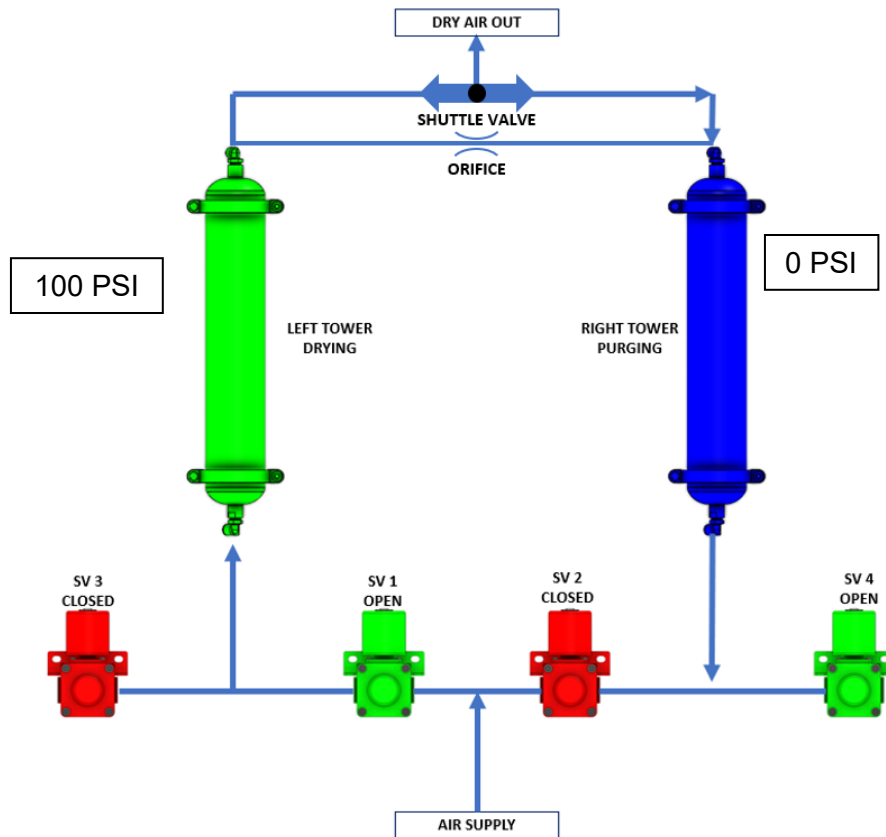 DRY AIR OUT
SHUTTLE VALVE
ORIFICE
100 PSI
0 PSI
LEFT TOWER
DRYING
RIGHT TOWER
PURGING
SV 3
CLOSED
SV 1
OPEN
SV 2
CLOSED
SV 4
OPEN
AIR SUPPLY